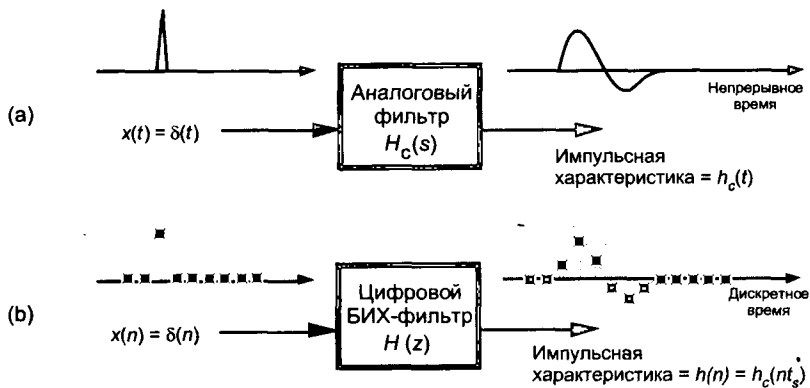 (a)
x(t) = δ(t)
Аналоговый
фильтр
H_c(s)
Непрерывное
время
Импульсная
характеристика = h_c(t)
(b)
x(n) = δ(n)
Цифровой
БИХ-фильтр
H (z)
Дискретное
время
Импульсная
характеристика = h(n) = h_c(nt_s)